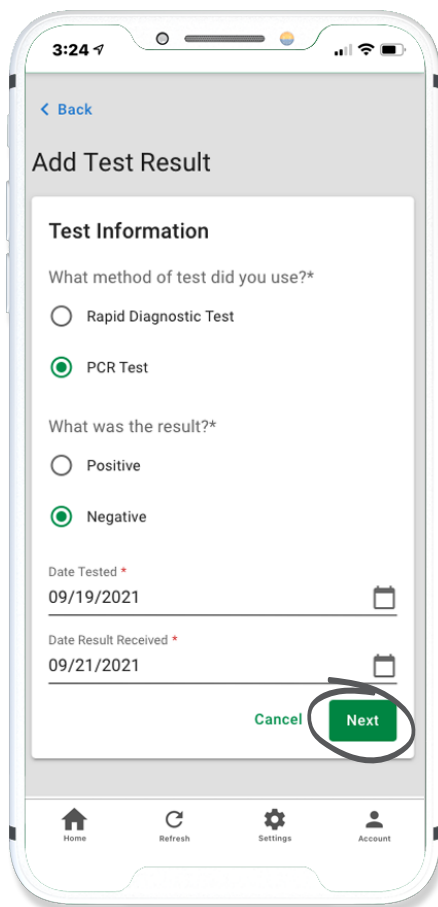 3:24
Back
Add Test Result
Test Information
What method of test did you use?*
Rapid Diagnostic Test
PCR Test
What was the result?*
Positive
Negative
Date Tested *
09/19/2021
Date Result Received *
09/21/2021
Cancel Next
Home Refresh Settings Account